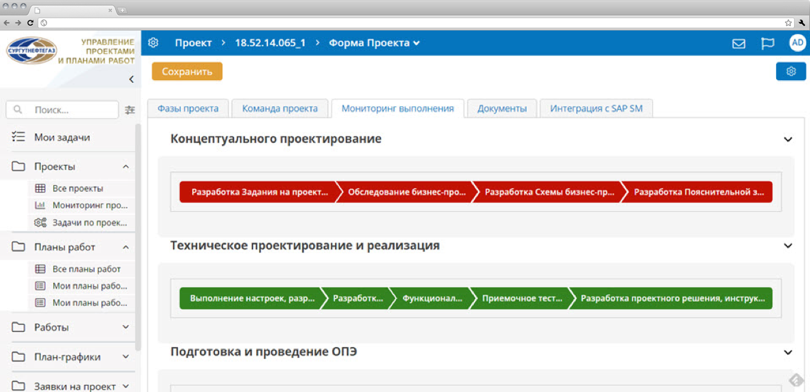 СУРГУТНЕФТЕГАЗ
УПРАВЛЕНИЕ
ПРОЕКТАМИ
И ПЛАНАМИ РАБОТ
Проект > 18.52.14.065_1 > Форма Проекта
AD
Сохранить
Поиск...
Мои задачи
Проекты
Все проекты
Мониторинг про...
Задачи по проек...
Планы работ
Все планы работ
Мои планы рабо...
Мои планы рабо...
Работы
План-графики
Заявки на проект
Фазы проекта
Команда проекта
Мониторинг выполнения
Документы
Интеграция с SAP SM
Концептуального проектирование
Разработка Задания на проект...
Обследование бизнес-про...
Разработка Схемы бизнес-пр...
Разработка Пояснительной з...
Техническое проектирование и реализация
Выполнение настроек, разр...
Разработк...
Функционал...
Приемочное тест...
Разработка проектного решения, инструк...
Подготовка и проведение ОПЭ